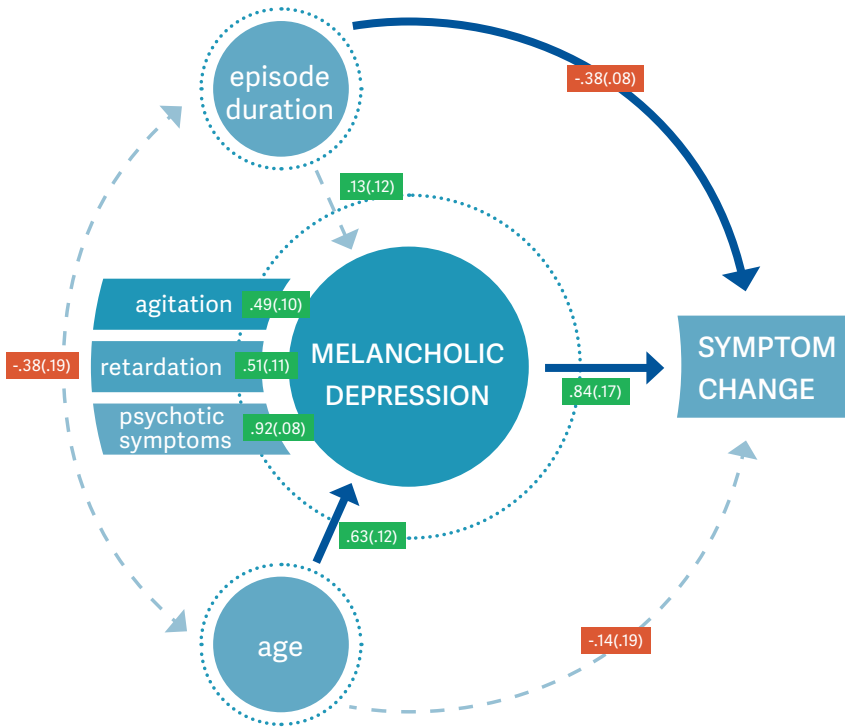 episode
duration
-.38(.08)
.13(.12)
agitation
.49(.10)
-.38(.19)
retardation
.51(.11)
psychotic
symptoms
.92(.08)
MELANCHOLIC
DEPRESSION
.84(.17)
SYMPTOM
CHANGE
.63(.12)
age
-.14(.19)